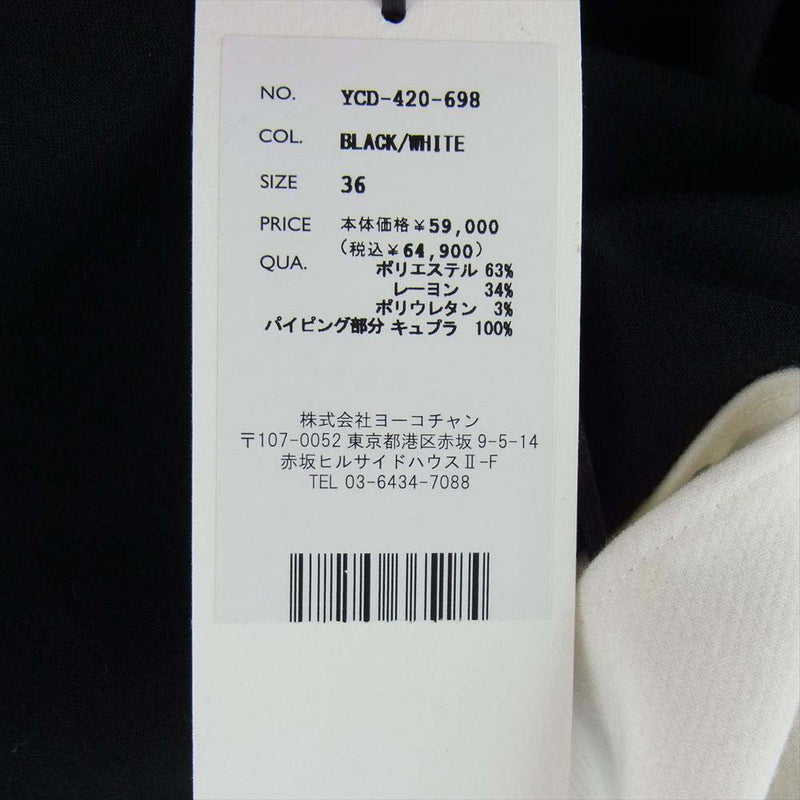 NO. YCD-420-698
COL. BLACK/WHITE
SIZE 36
PRICE 本体価格¥59,000
(税込¥64,900)
QUA. ポリエステル 63%
レーヨン 34%
ポリウレタン 3%
パイピング部分 キュプラ 100%
株式会社ヨーコチャン
〒107-0052 東京都港区赤坂 9-5-14
赤坂ヒルサイドハウスⅡ-F
TEL 03-6434-7088